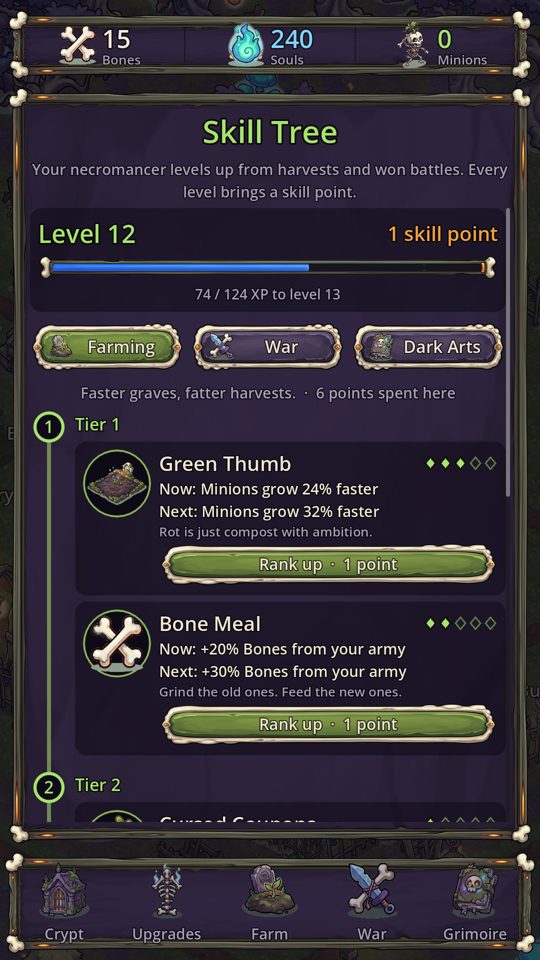 15
Bones
240
Souls
0
Minions
Skill Tree
Your necromancer levels up from harvests and won battles. Every
level brings a skill point.
Level 12
1 skill point
74 / 124 XP to level 13
Farming
War
Dark Arts
Faster graves, fatter harvests. · 6 points spent here
1
Tier 1
Green Thumb
Now: Minions grow 24% faster
Next: Minions grow 32% faster
Rot is just compost with ambition.
Rank up · 1 point
Bone Meal
Now: +20% Bones from your army
Next: +30% Bones from your army
Grind the old ones. Feed the new ones.
Rank up · 1 point
2
Tier 2
Cursed Coupons
Crypt
Upgrades
Farm
War
Grimoire